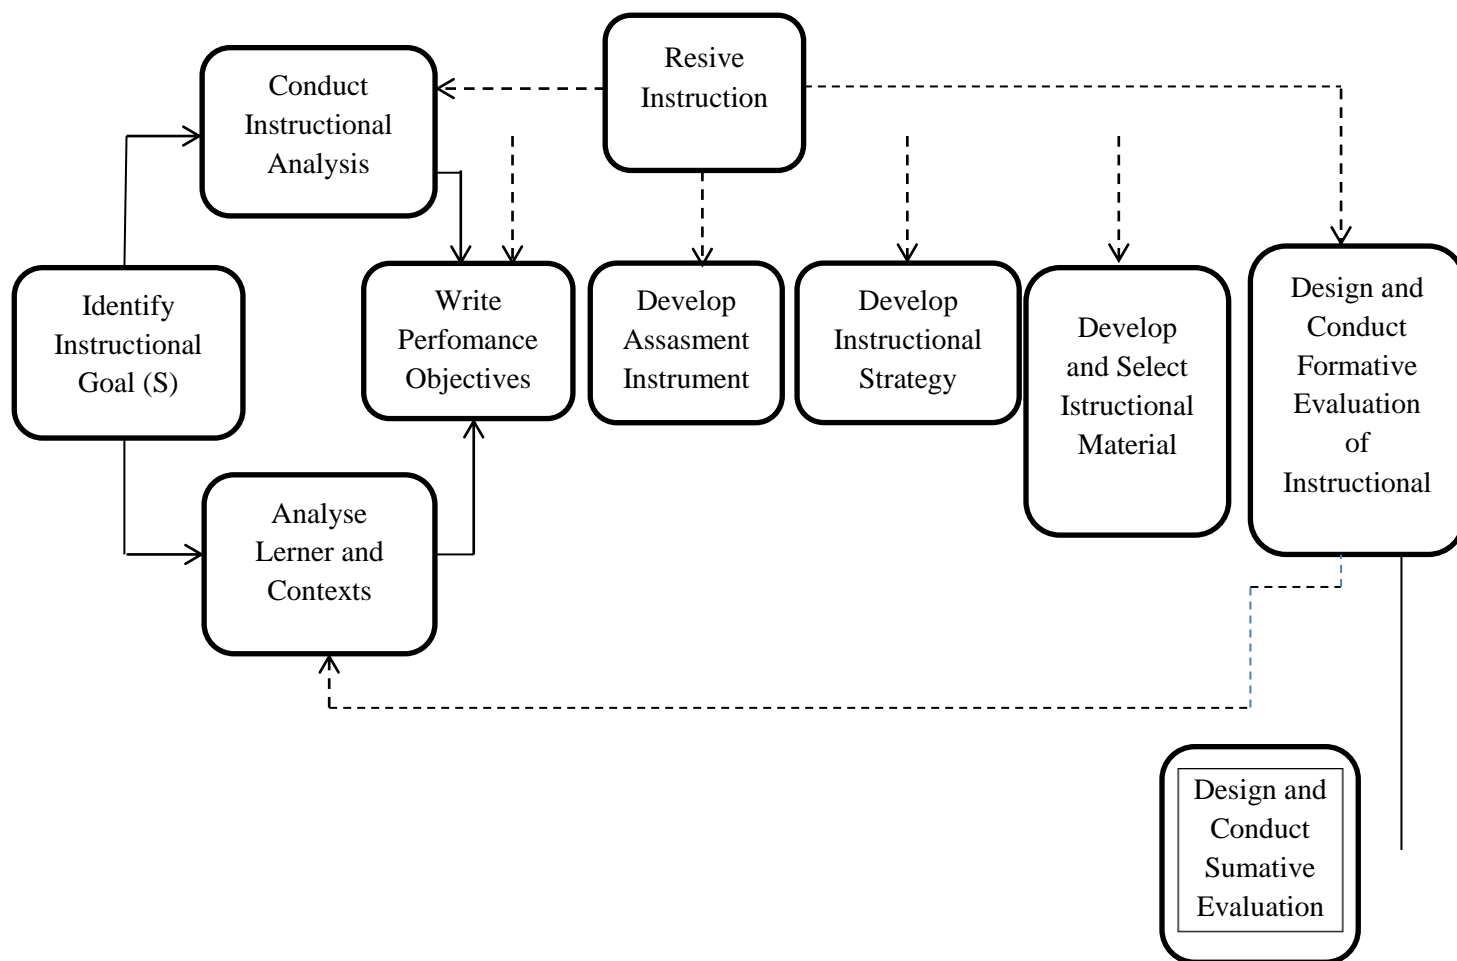 Resive
Instruction
Conduct
Instructional
Analysis
Identify
Instructional
Goal (S)
Write
Perfomance
Objectives
Develop
Assasment
Instrument
Develop
Instructional
Strategy
Develop
and Select
Istructional
Material
Design and
Conduct
Formative
Evaluation
of
Instructional
Analyse
Lerner and
Contexts
Design and
Conduct
Sumative
Evaluation